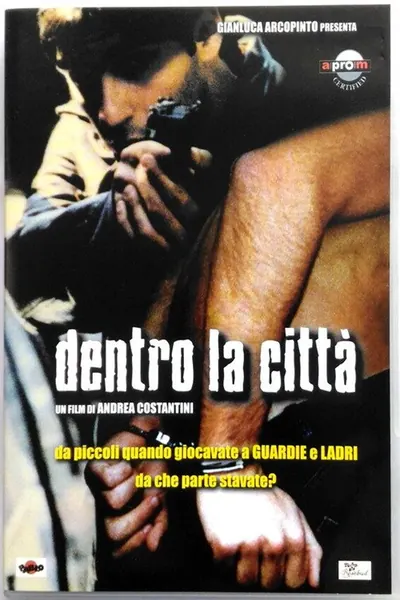 GIANLUCA ARCOPINTO PRESENTA
aprom
CERTIFIED
dentro la città
UN FILM DI ANDREA COSTANTINI
da piccoli quando giocavate a GUARDIE e LADRI
da che parte stavate?
PABLO